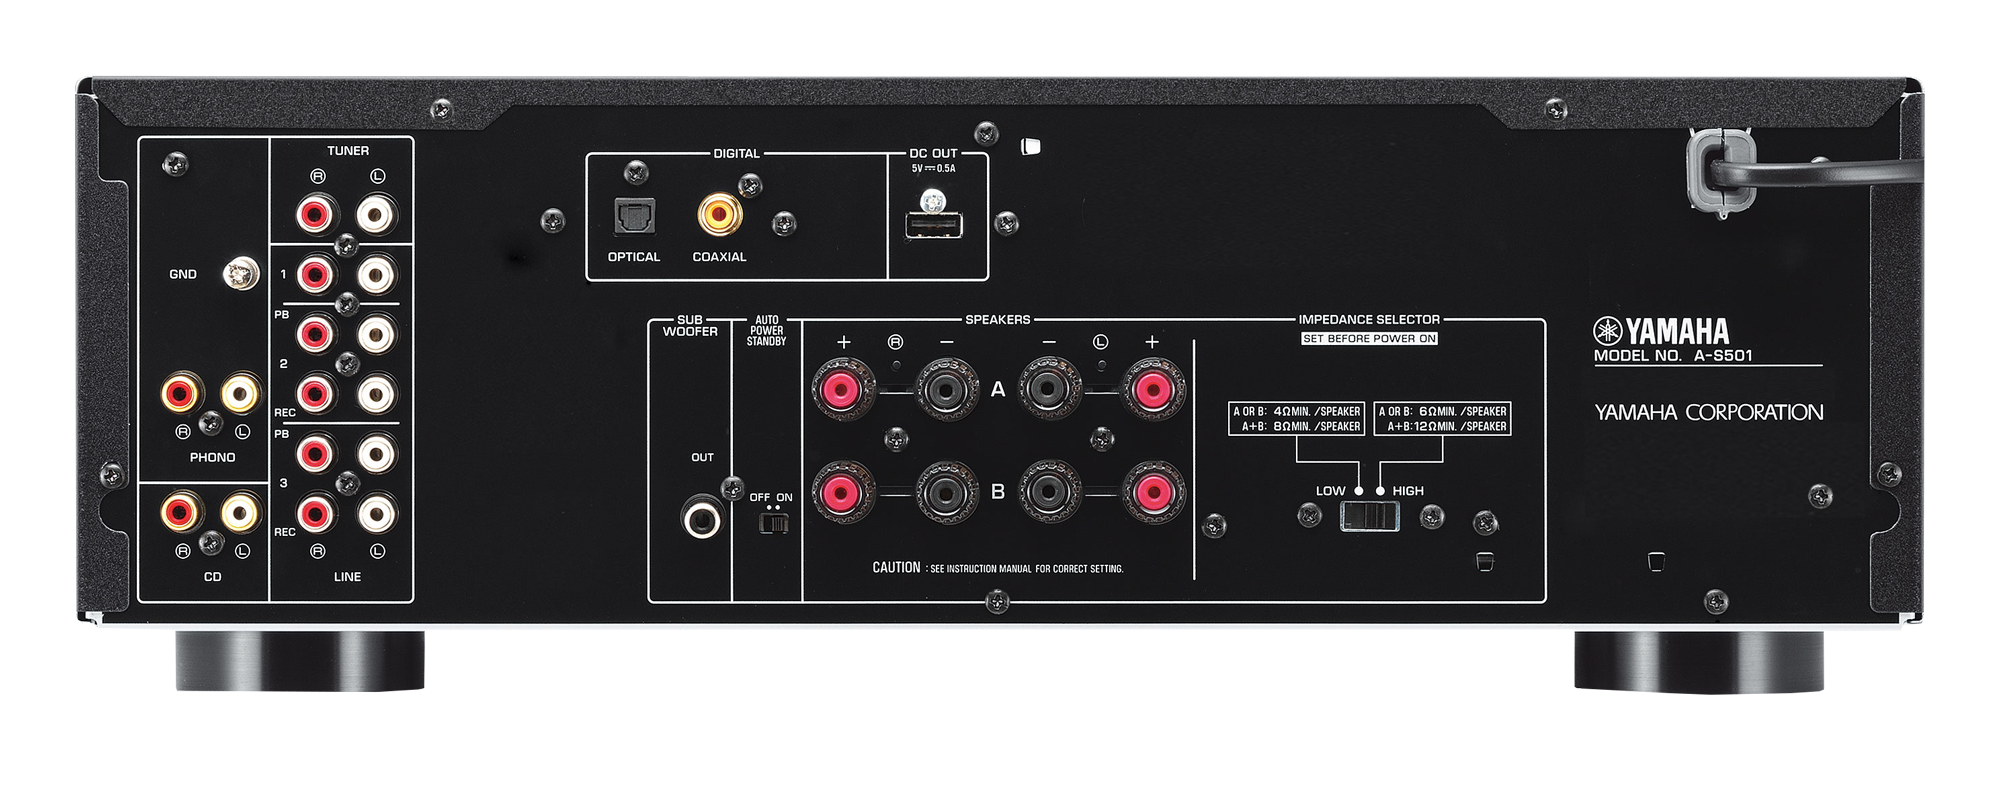 TUNER
R L
GND
1
PB
2
REC
PB
3
REC
R L
LINE
R L
PHONO
R L
CD
DIGITAL
OPTICAL
COAXIAL
DC OUT
5V⎓0.5A
SUB
WOOFER
OUT
AUTO
POWER
STANDBY
OFF ON
SPEAKERS
+ R − − L +
A
B
CAUTION : SEE INSTRUCTION MANUAL FOR CORRECT SETTING.
IMPEDANCE SELECTOR
SET BEFORE POWER ON
A OR B: 4ΩMIN. /SPEAKER
A+B: 8ΩMIN. /SPEAKER
A OR B: 6ΩMIN. /SPEAKER
A+B:12ΩMIN. /SPEAKER
LOW HIGH
YAMAHA
MODEL NO. A-S501
YAMAHA CORPORATION